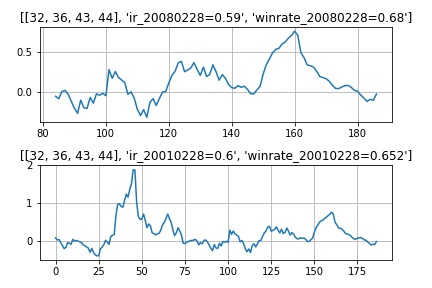 [[32, 36, 43, 44], 'ir_20080228=0.59', 'winrate_20080228=0.68']
0.5
0.0
80 100 120 140 160 180
[[32, 36, 43, 44], 'ir_20010228=0.6', 'winrate_20010228=0.652']
2
1
0
0 25 50 75 100 125 150 175